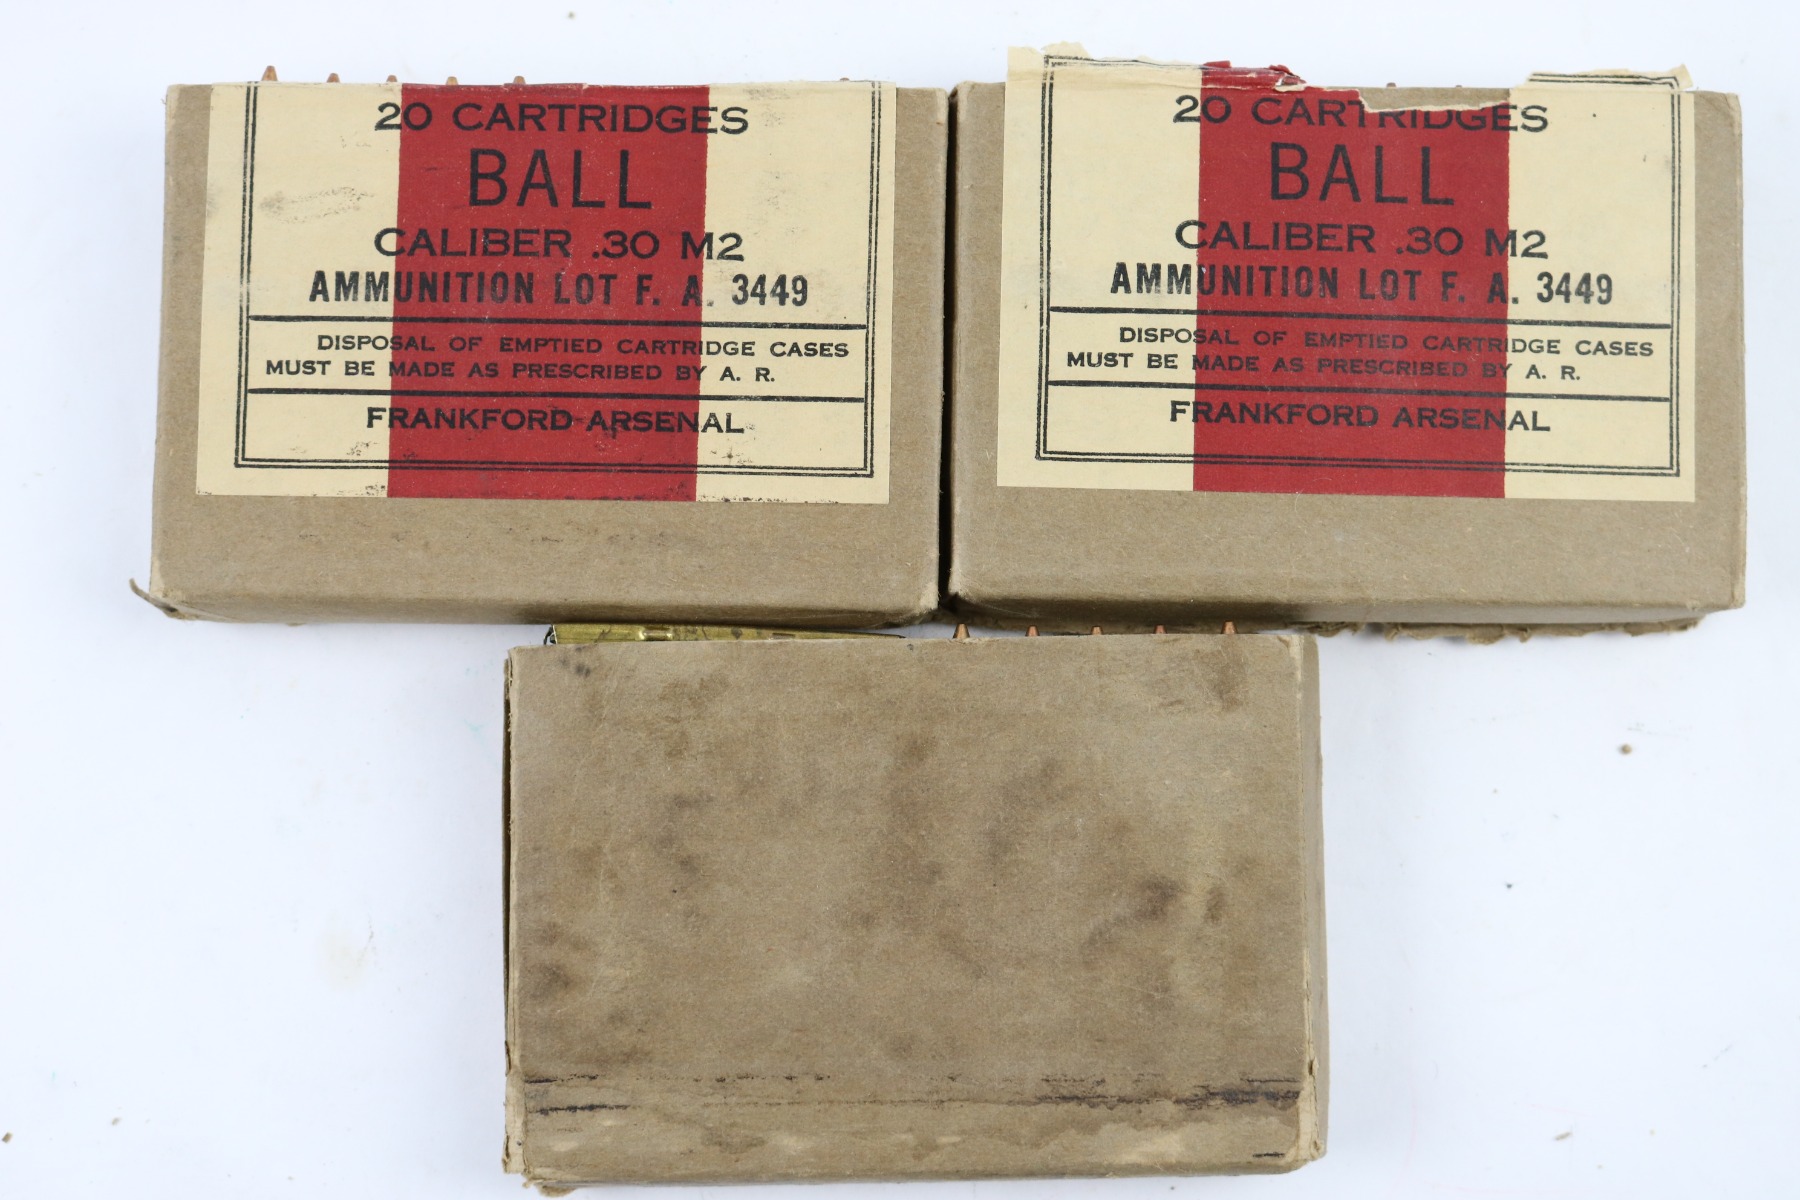 20 CARTRIDGES
BALL
CALIBER .30 M2
AMMUNITION LOT F. A. 3449
DISPOSAL OF EMPTIED CARTRIDGE CASES
MUST BE MADE AS PRESCRIBED BY A. R.
FRANKFORD ARSENAL
20 CARTRIDGES
BALL
CALIBER .30 M2
AMMUNITION LOT F. A. 3449
DISPOSAL OF EMPTIED CARTRIDGE CASES
MUST BE MADE AS PRESCRIBED BY A. R.
FRANKFORD ARSENAL